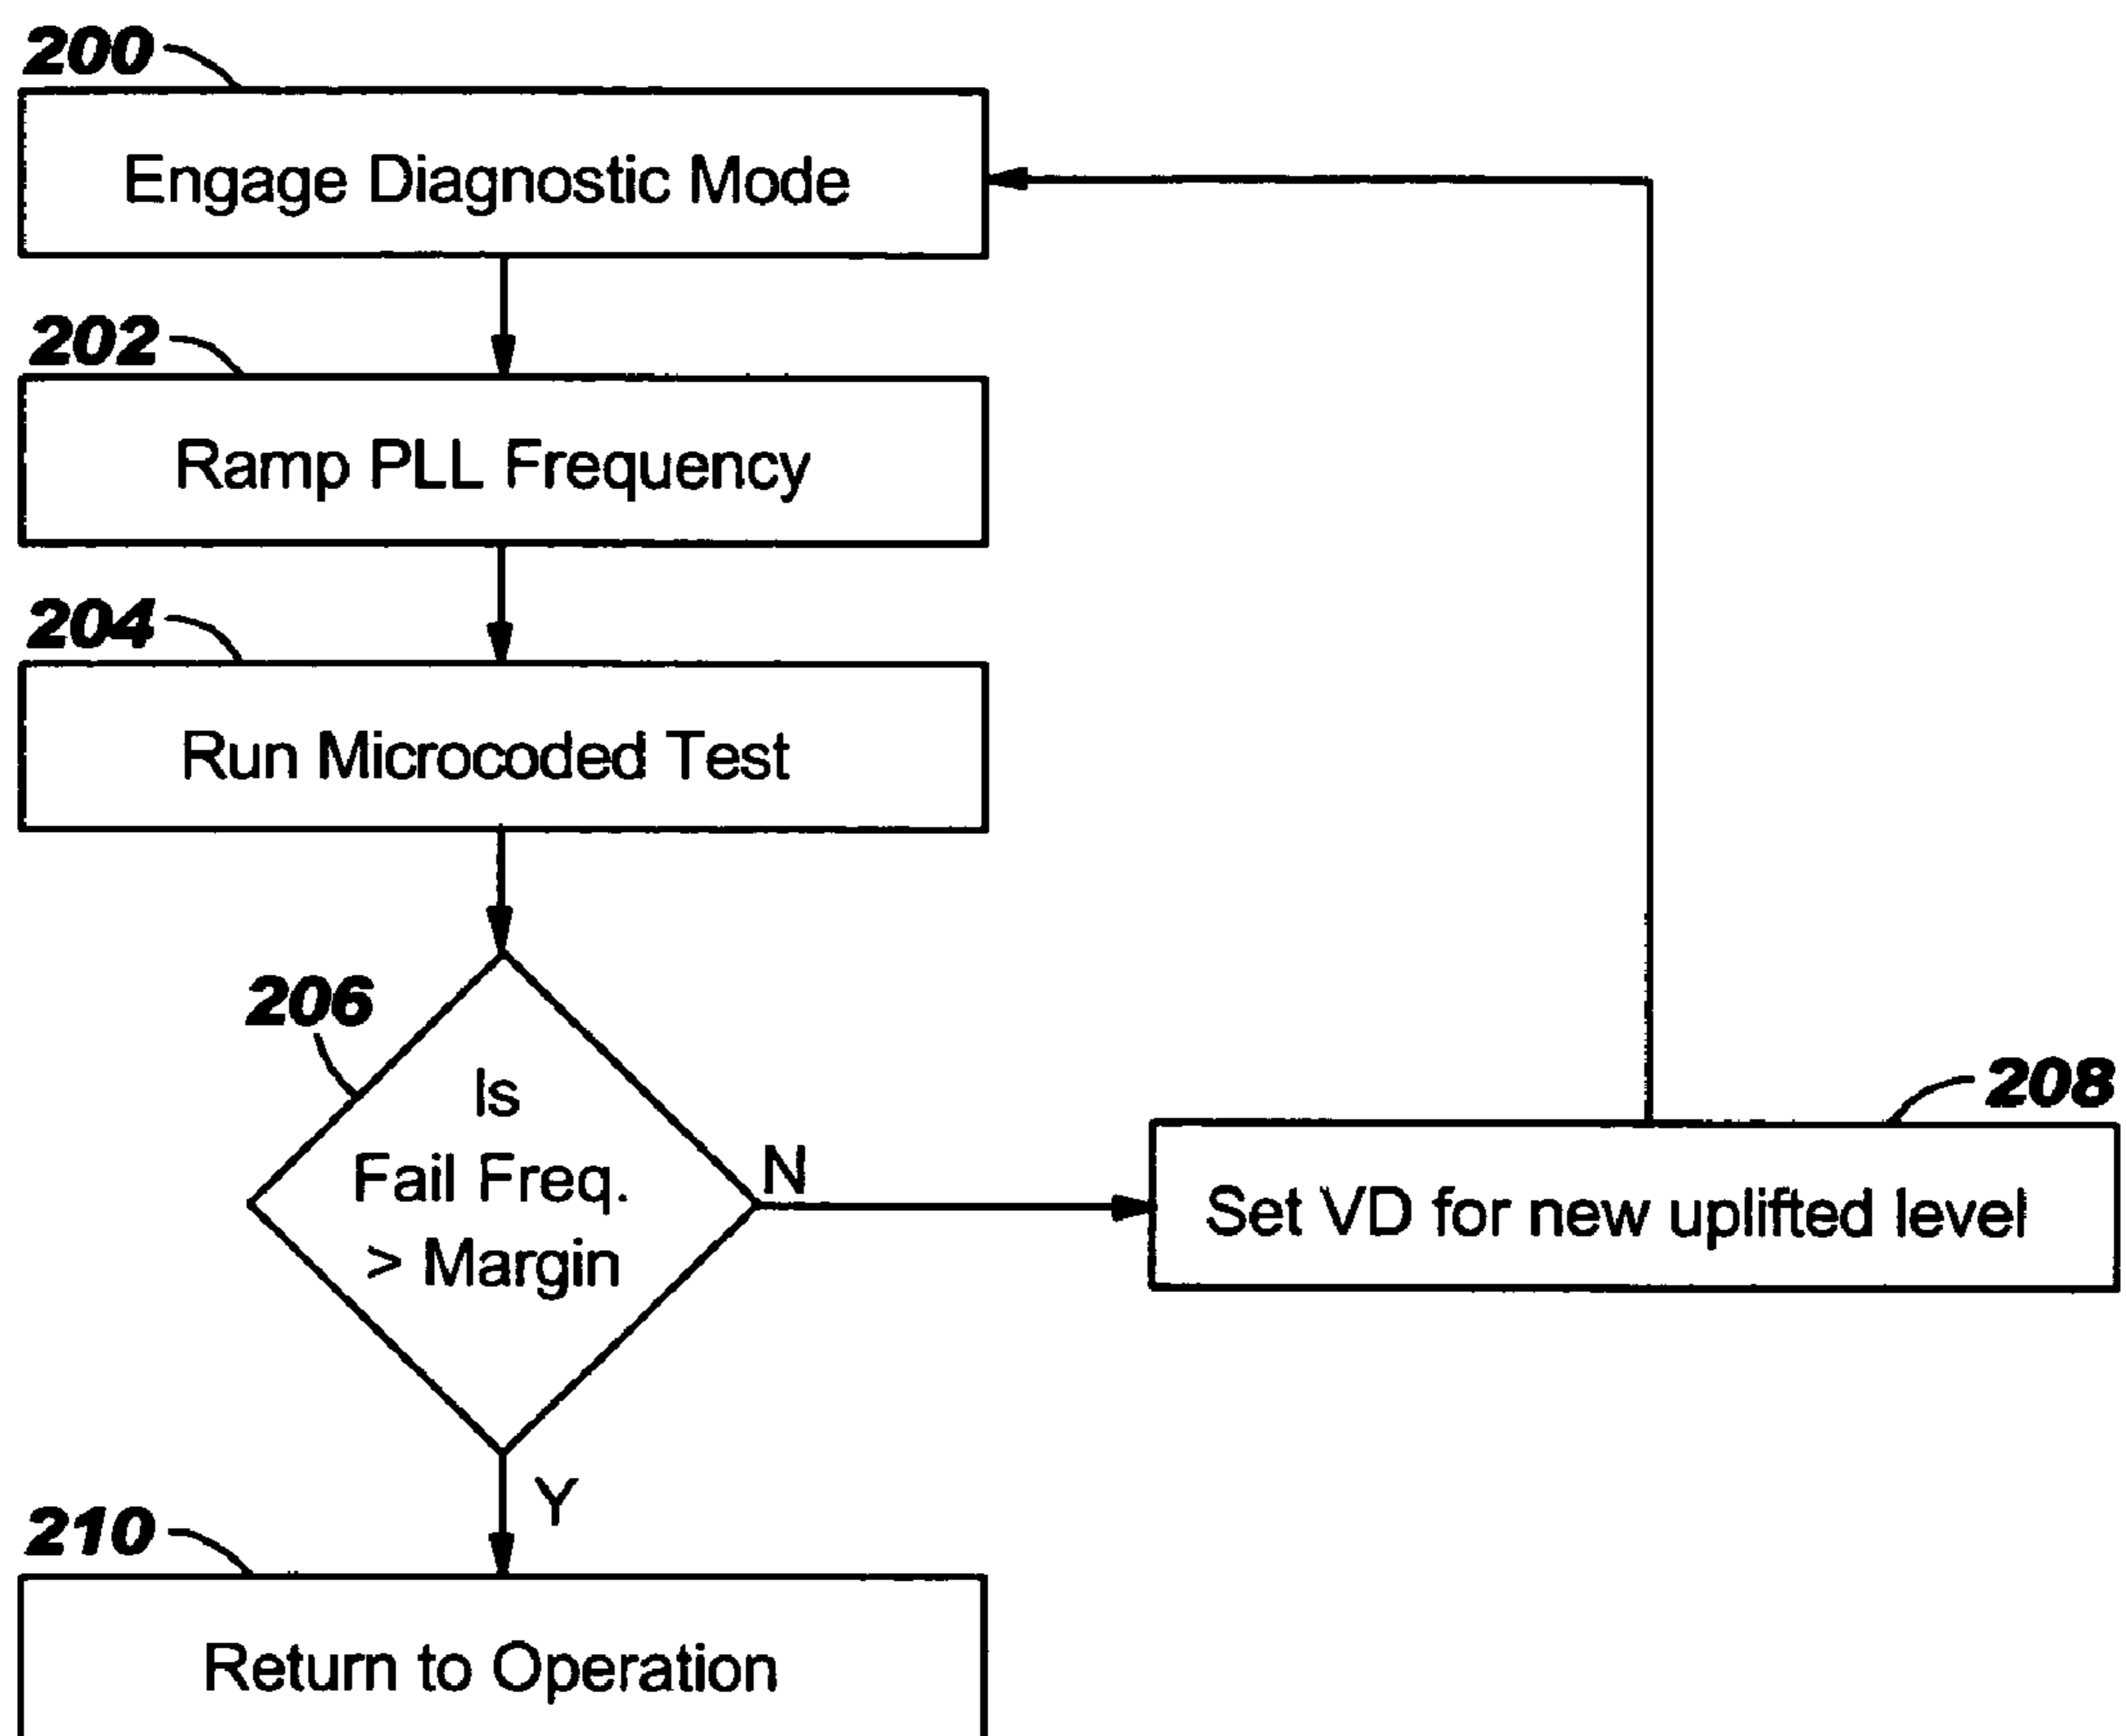 200
Engage Diagnostic Mode
202
Ramp PLL Frequency
204
Run Microcoded Test
206
Is
Fail Freq.
> Margin
N
208
Set VD for new uplifted level
Y
210
Return to Operation